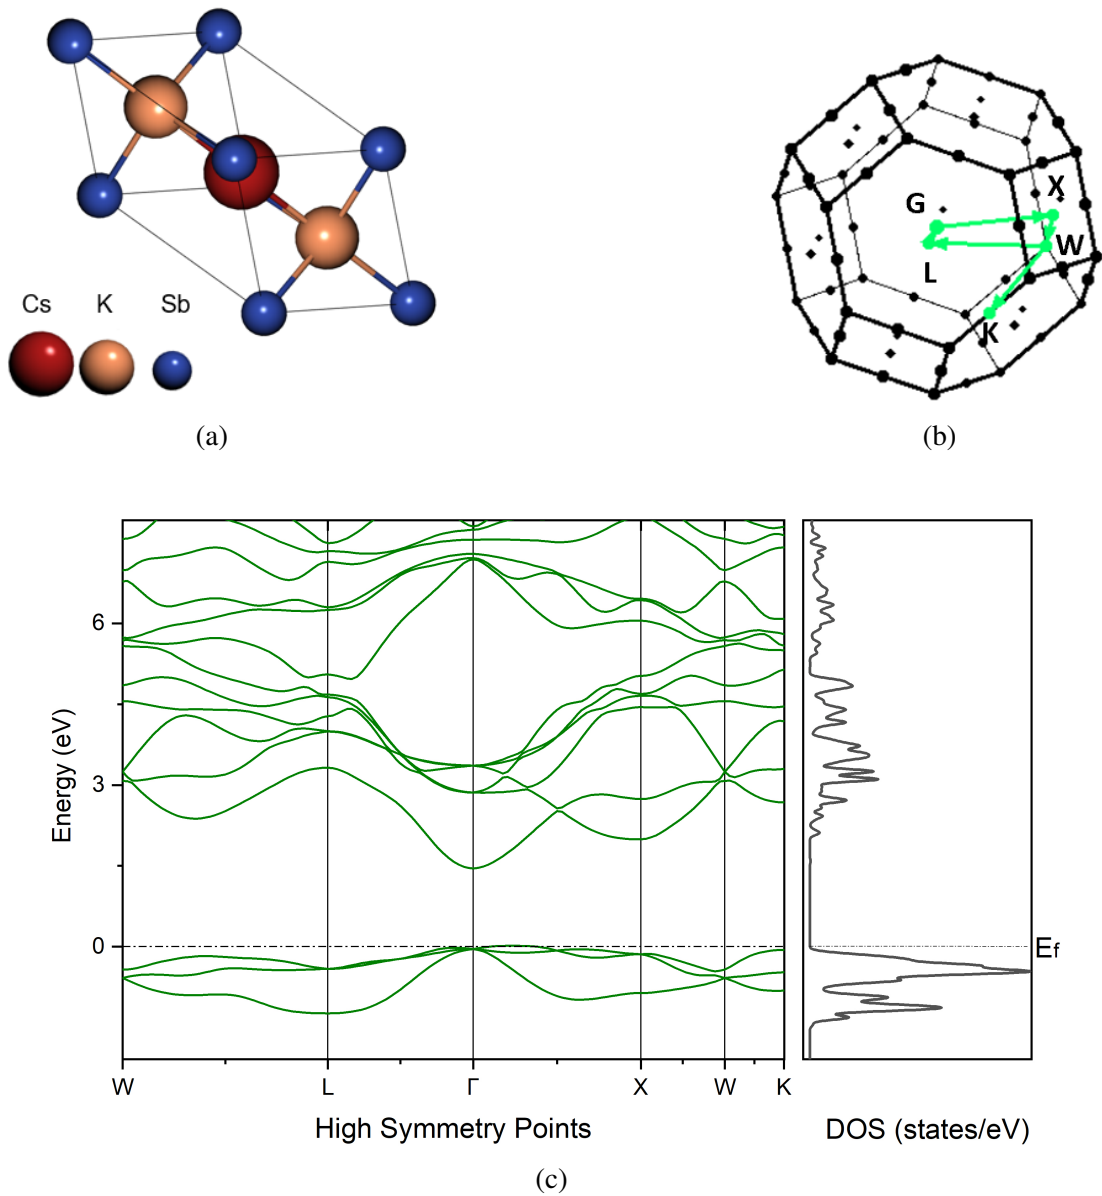 Cs K Sb
(a)
G
X
W
L
K
(b)
Energy (eV)
6
3
0
Ef
W L Γ X W K
High Symmetry Points
DOS (states/eV)
(c)